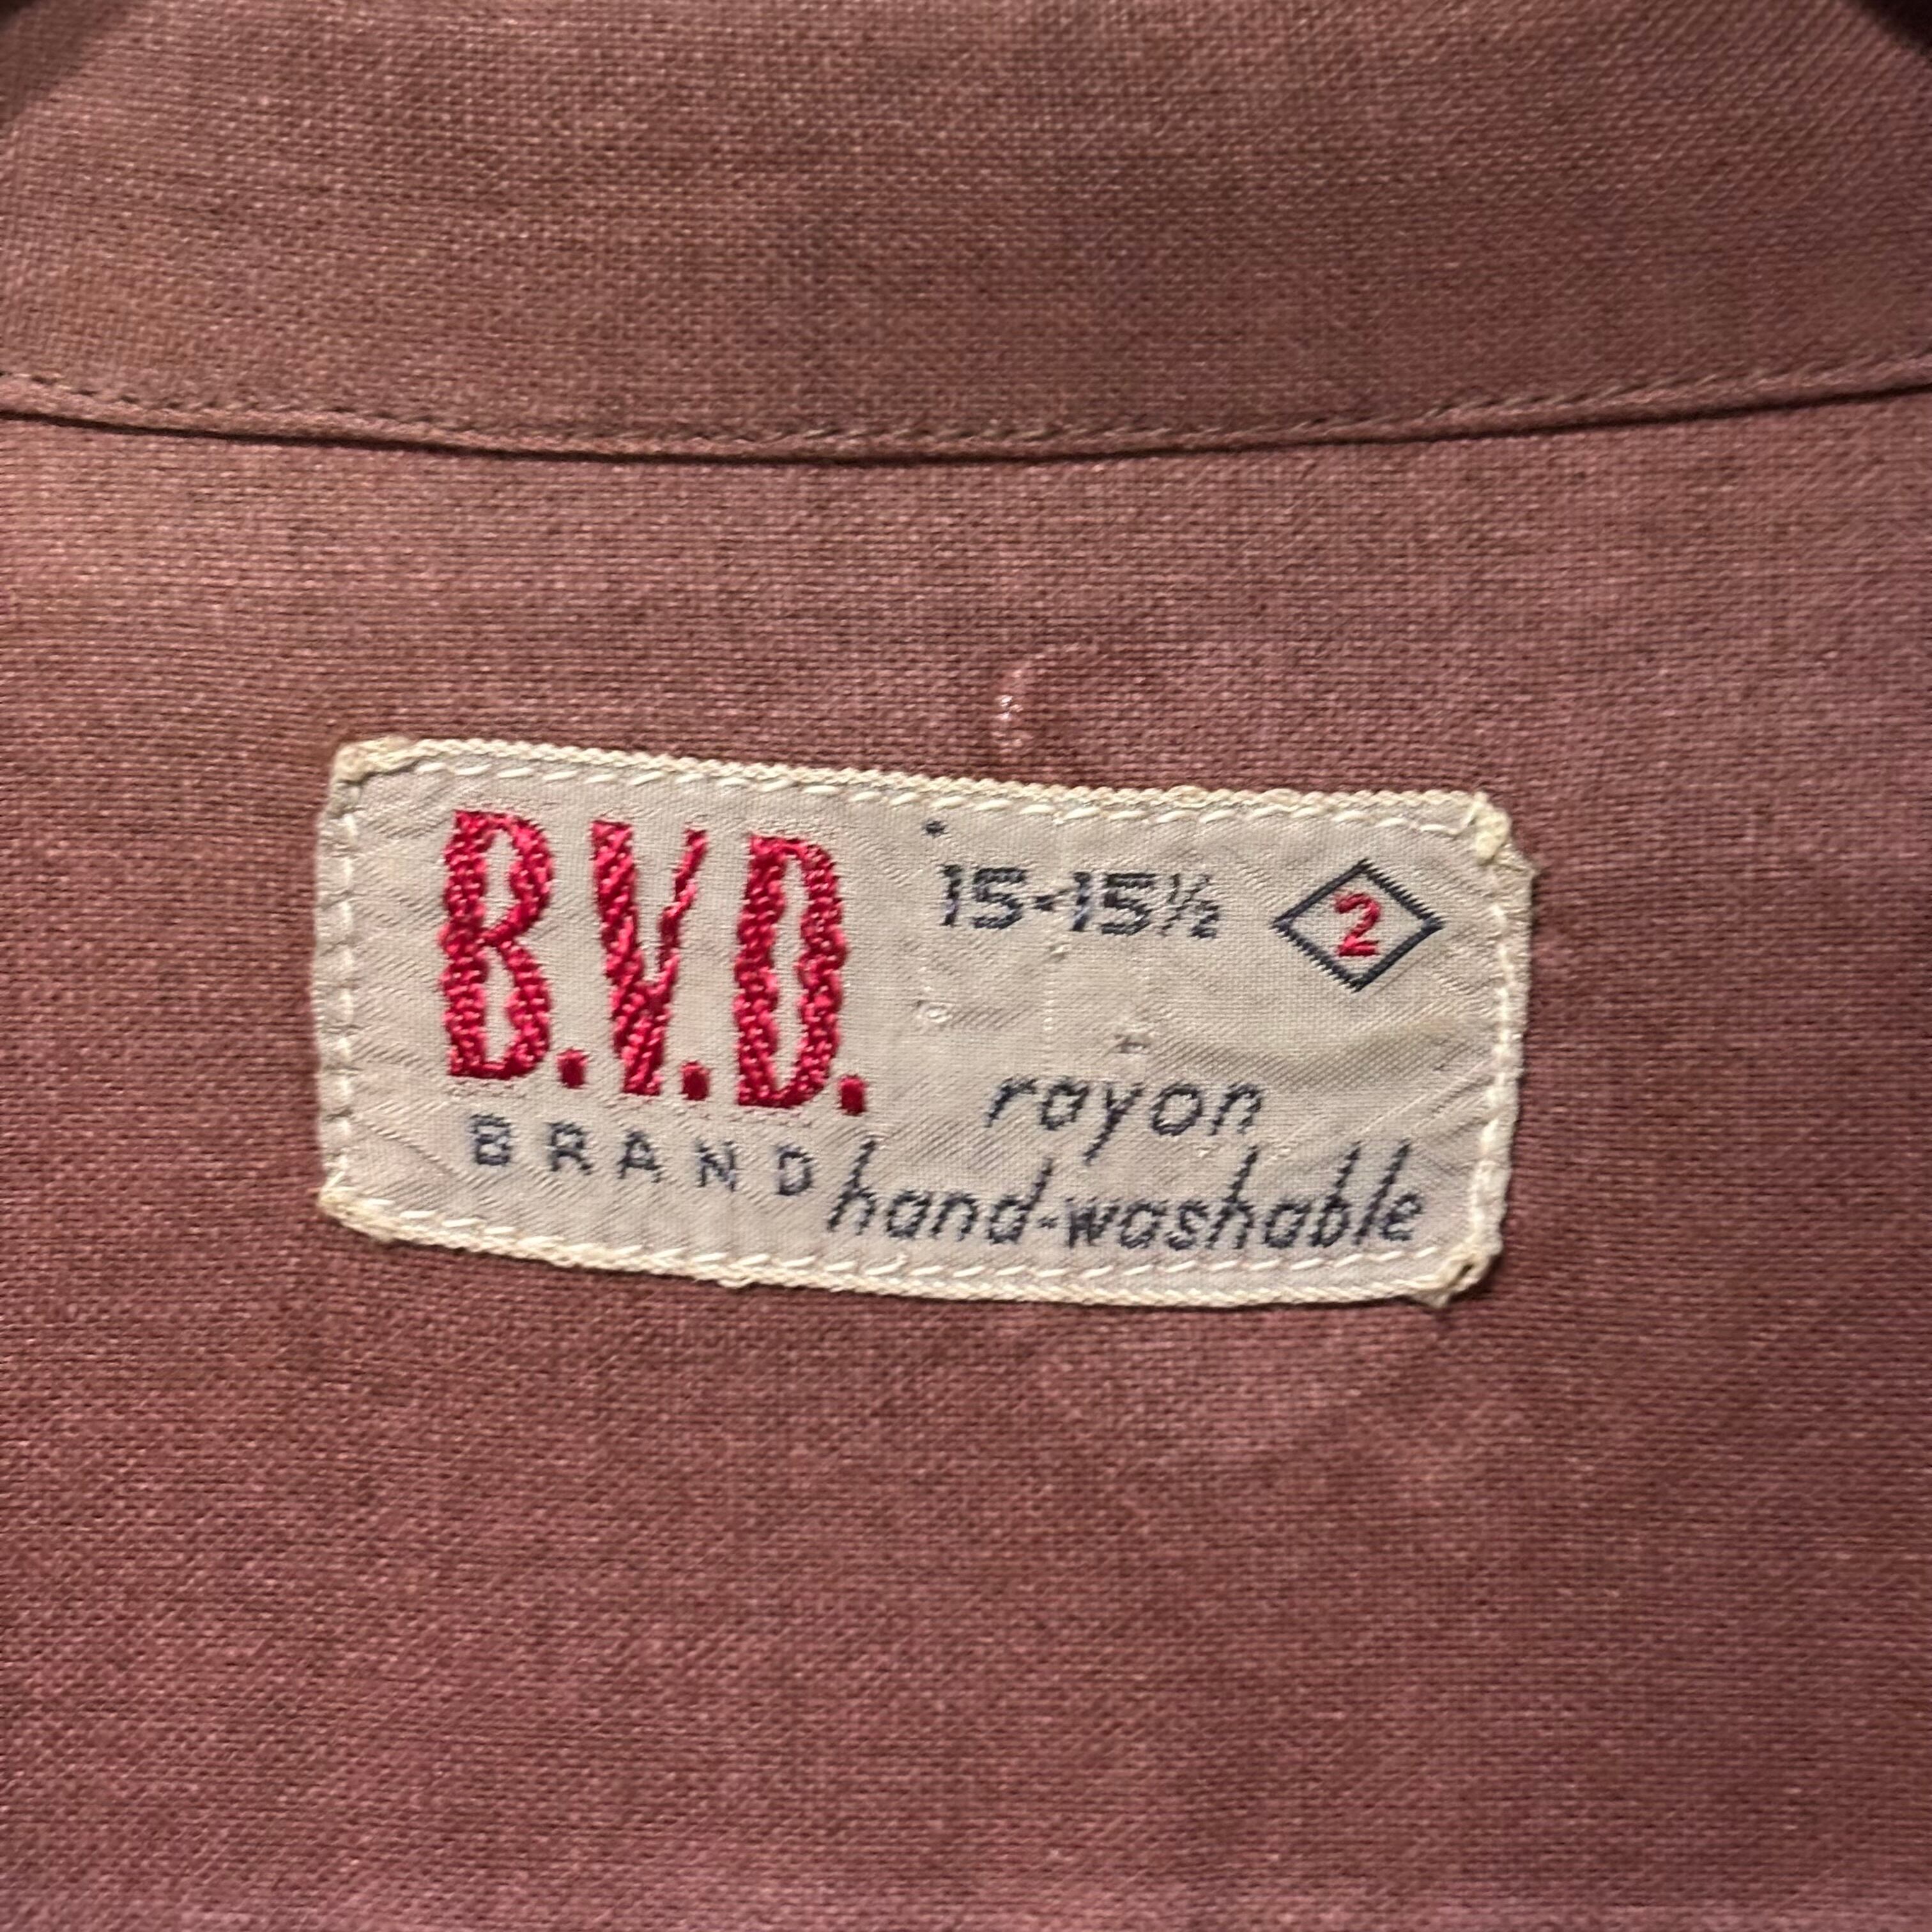 B.V.D.
BRAND
15-15½
2
rayon
hand-washable